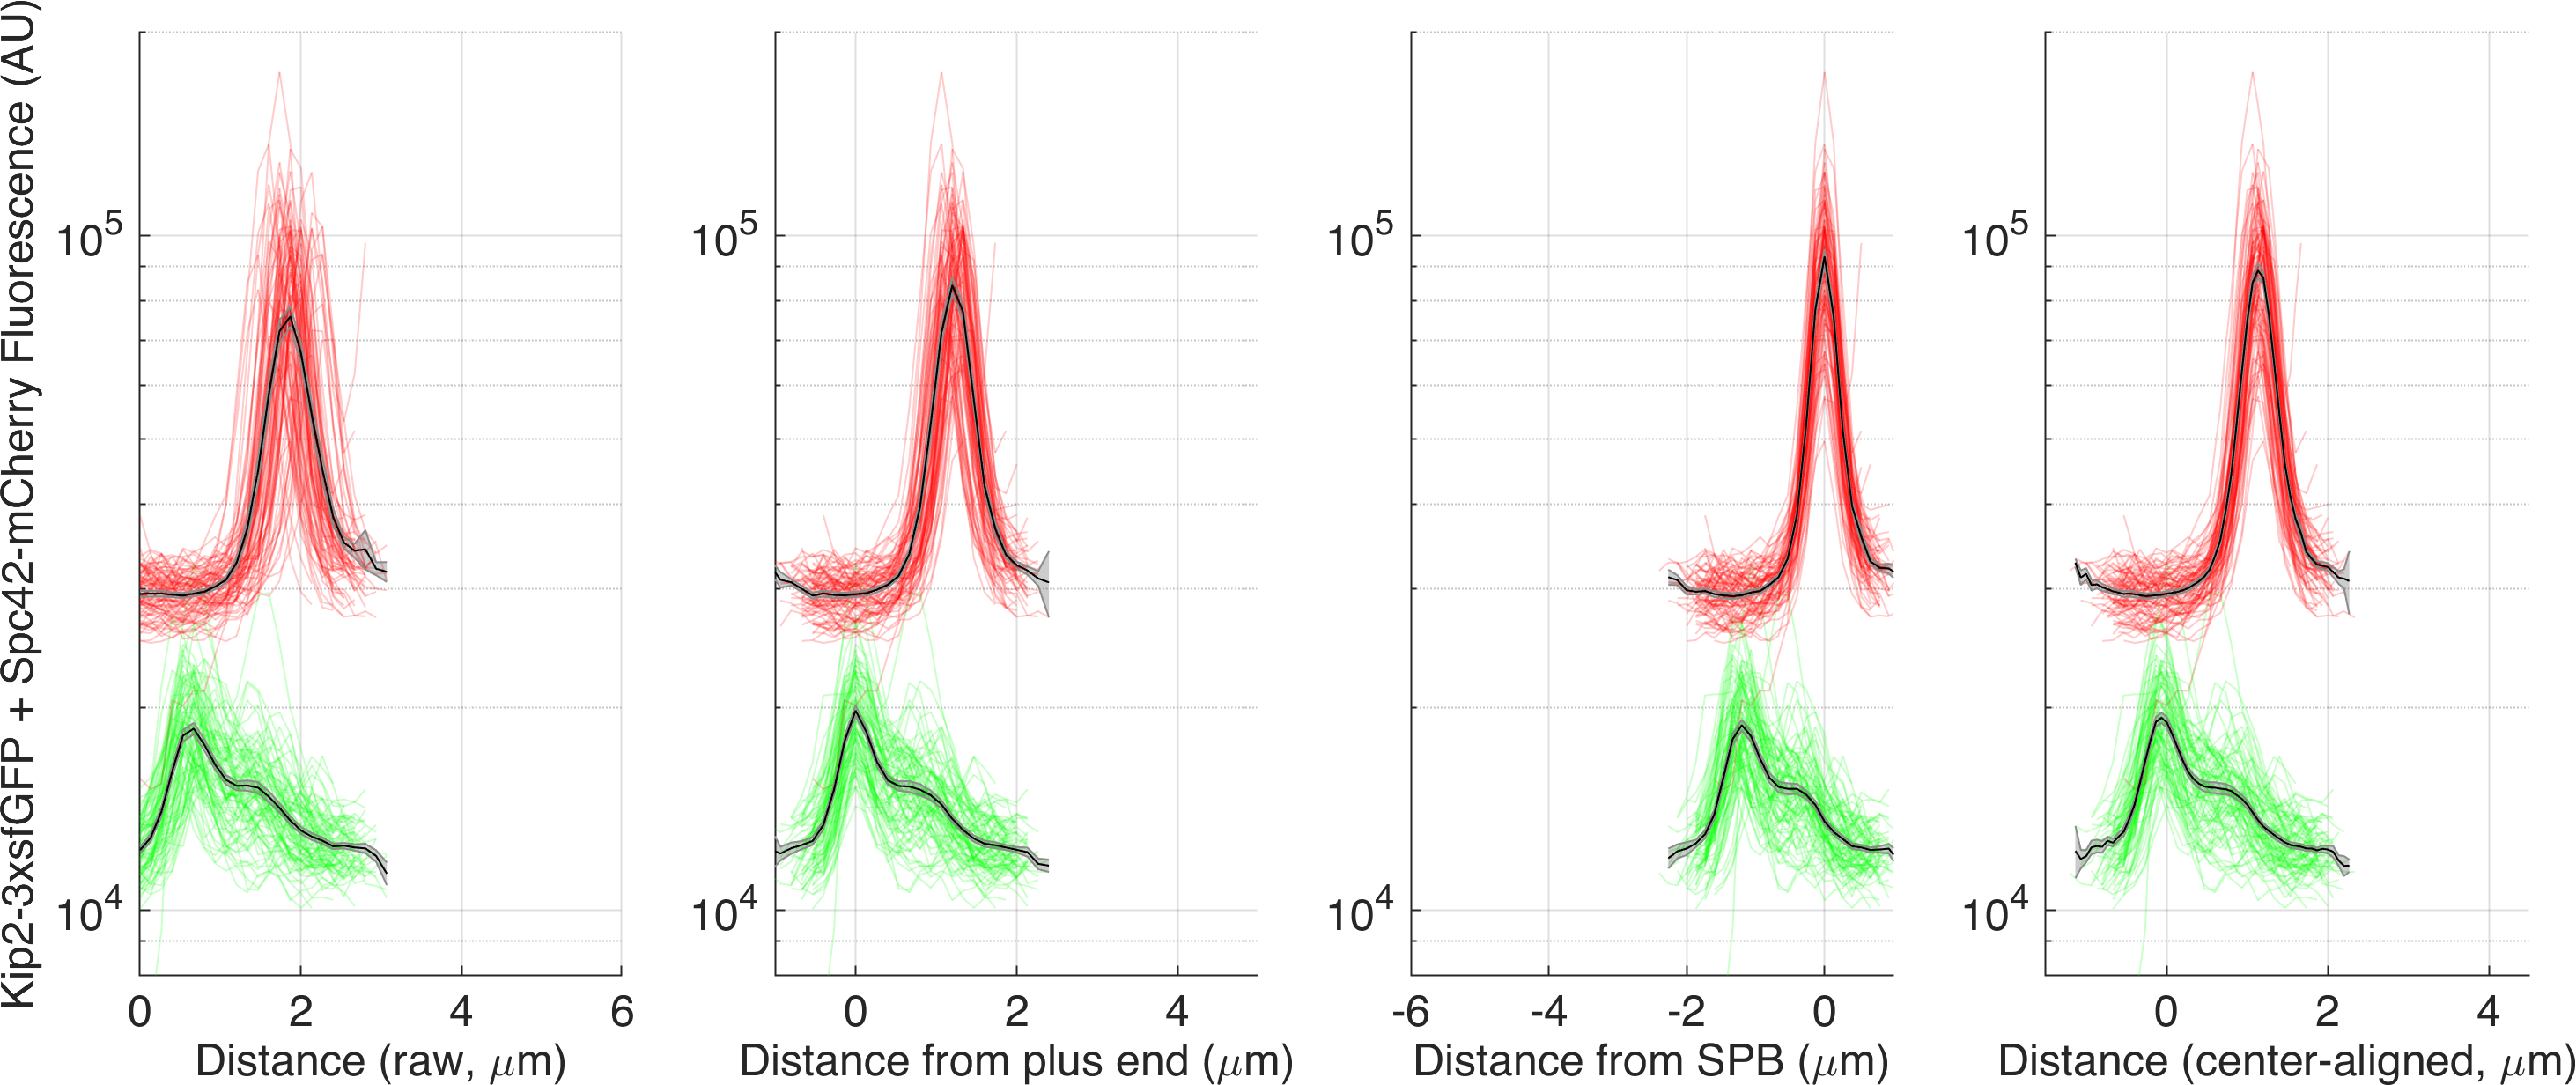 Kip2-3xsfGFP + Spc42-mCherry Fluorescence (AU)
10^5
10^4
0 2 4 6
Distance (raw, μm)
10^5
10^4
0 2 4
Distance from plus end (μm)
10^5
10^4
-6 -4 -2 0
Distance from SPB (μm)
10^5
10^4
0 2 4
Distance (center-aligned, μm)